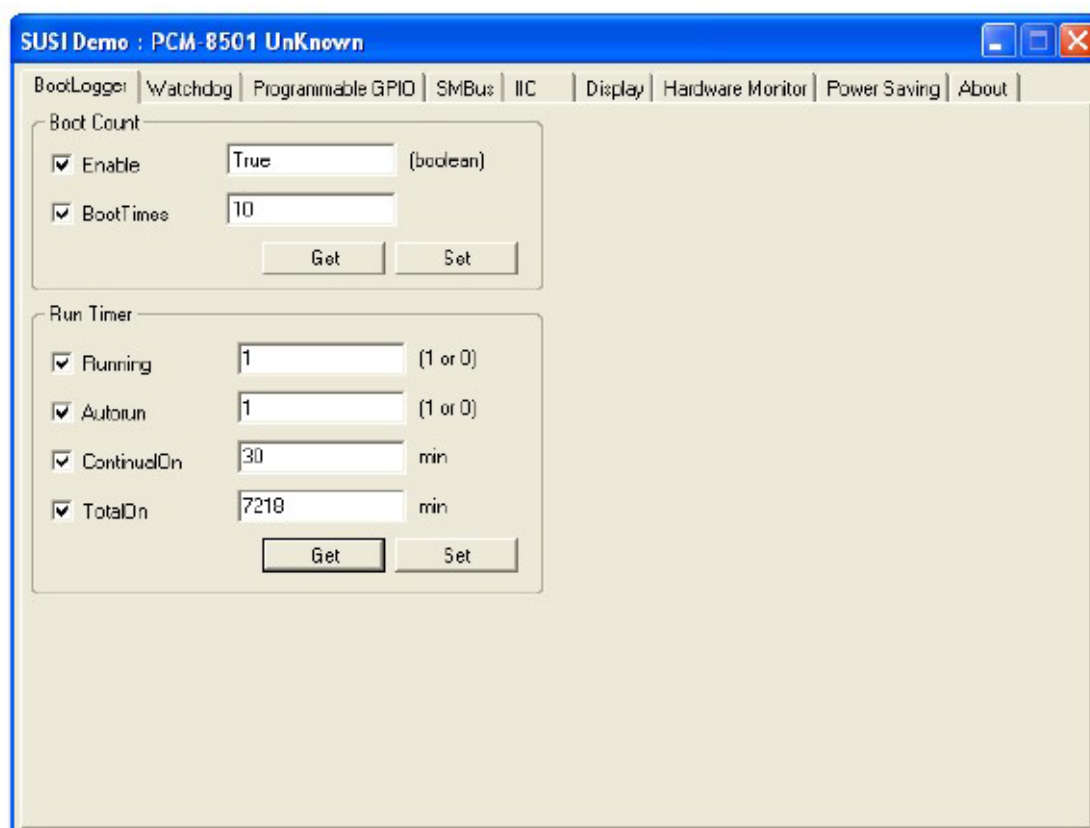 SUSI Demo : PCM-8501 UnKnown
BootLogger Watchdog Programmable GPIO SMBus IIC Display Hardware Monitor Power Saving About
Boot Count
Enable True (boolean)
BootTimes 10
Get Set
Run Timer
Running 1 (1 or 0)
Autorun 1 (1 or 0)
ContinualOn 30 min
TotalOn 7218 min
Get Set